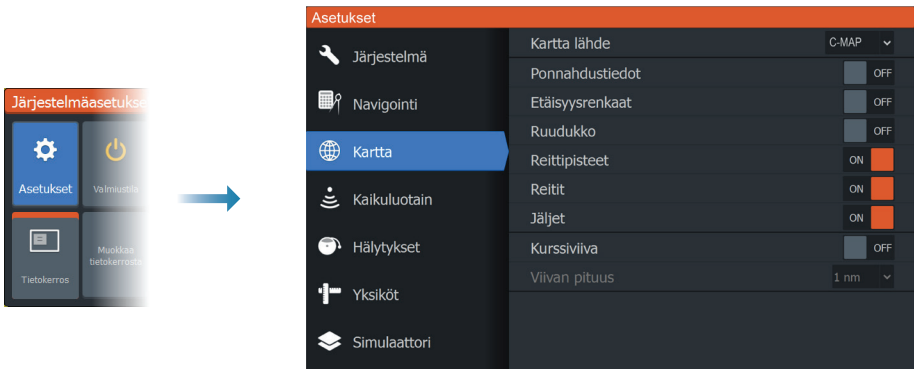 Järjestelmäasetukse
Asetukset
Valmiustila
Tietokerros
Muokkaa
tietokerrosta
Asetukset
Järjestelmä
Navigointi
Kartta
Kaikuluotain
Hälytykset
Yksiköt
Simulaattori
Kartta lähde C-MAP
Ponnahdustiedot OFF
Etäisyysrenkaat OFF
Ruudukko OFF
Reittipisteet ON
Reitit ON
Jäljet ON
Kurssiviiva OFF
Viivan pituus 1 nm